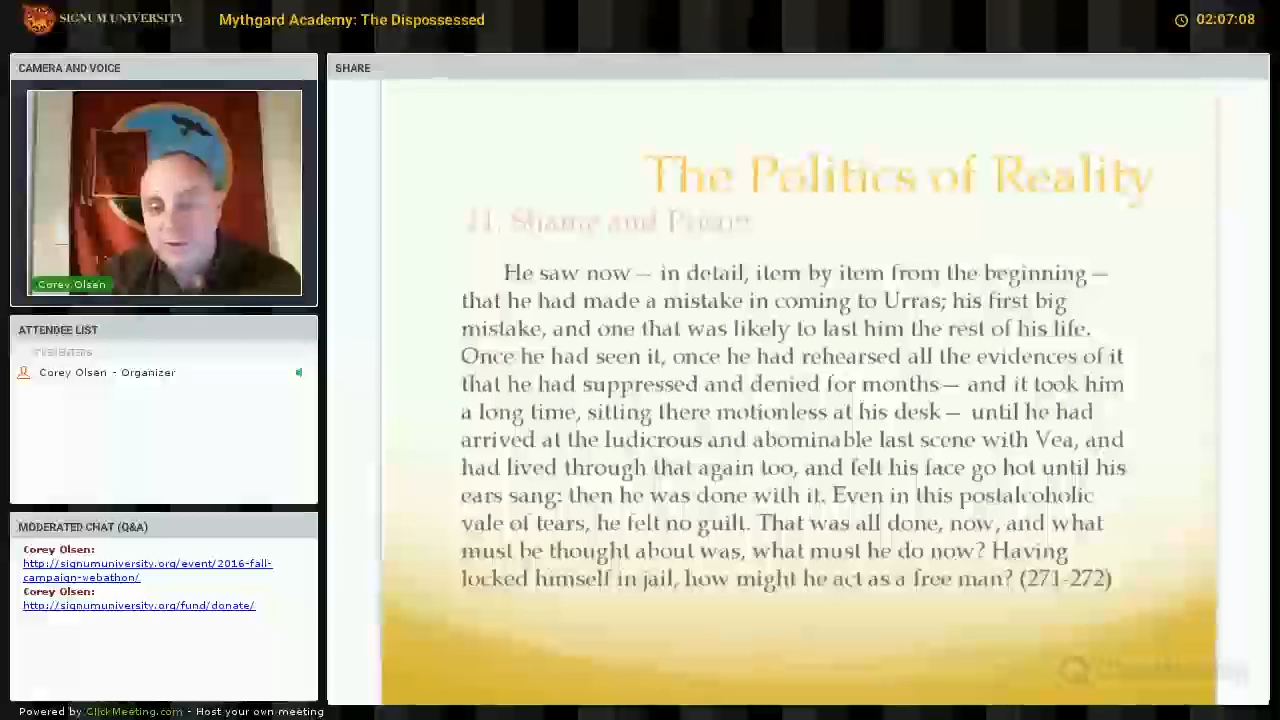 SIGNUM UNIVERSITY
Mythgard Academy: The Dispossessed
02:07:08
CAMERA AND VOICE
Corey Olsen
ATTENDEE LIST
Corey Olsen - Organizer
MODERATED CHAT (Q&A)
Corey Olsen:
http://signumuniversity.org/event/2016-fall-
campaign-webathon/
Corey Olsen:
http://signumuniversity.org/fund/donate/
SHARE
The Politics of Reality
Shame and Prison
He saw now — in detail, item by item from the beginning —
that he had made a mistake in coming to Urras; his first big
mistake, and one that was likely to last him the rest of his life.
Once he had seen it, once he had rehearsed all the evidences of it
that he had suppressed and denied for months— and it took him
a long time, sitting there motionless at his desk— until he had
arrived at the ludicrous and abominable last scene with Vea, and
had lived through that again too, and felt his face go hot until his
ears sang: then he was done with it. Even in this postalcoholic
vale of tears, he felt no guilt. That was all done, now, and what
must be thought about was, what must he do now? Having
locked himself in jail, how might he act as a free man? (271-272)
Powered by ClickMeeting.com - Host your own meeting